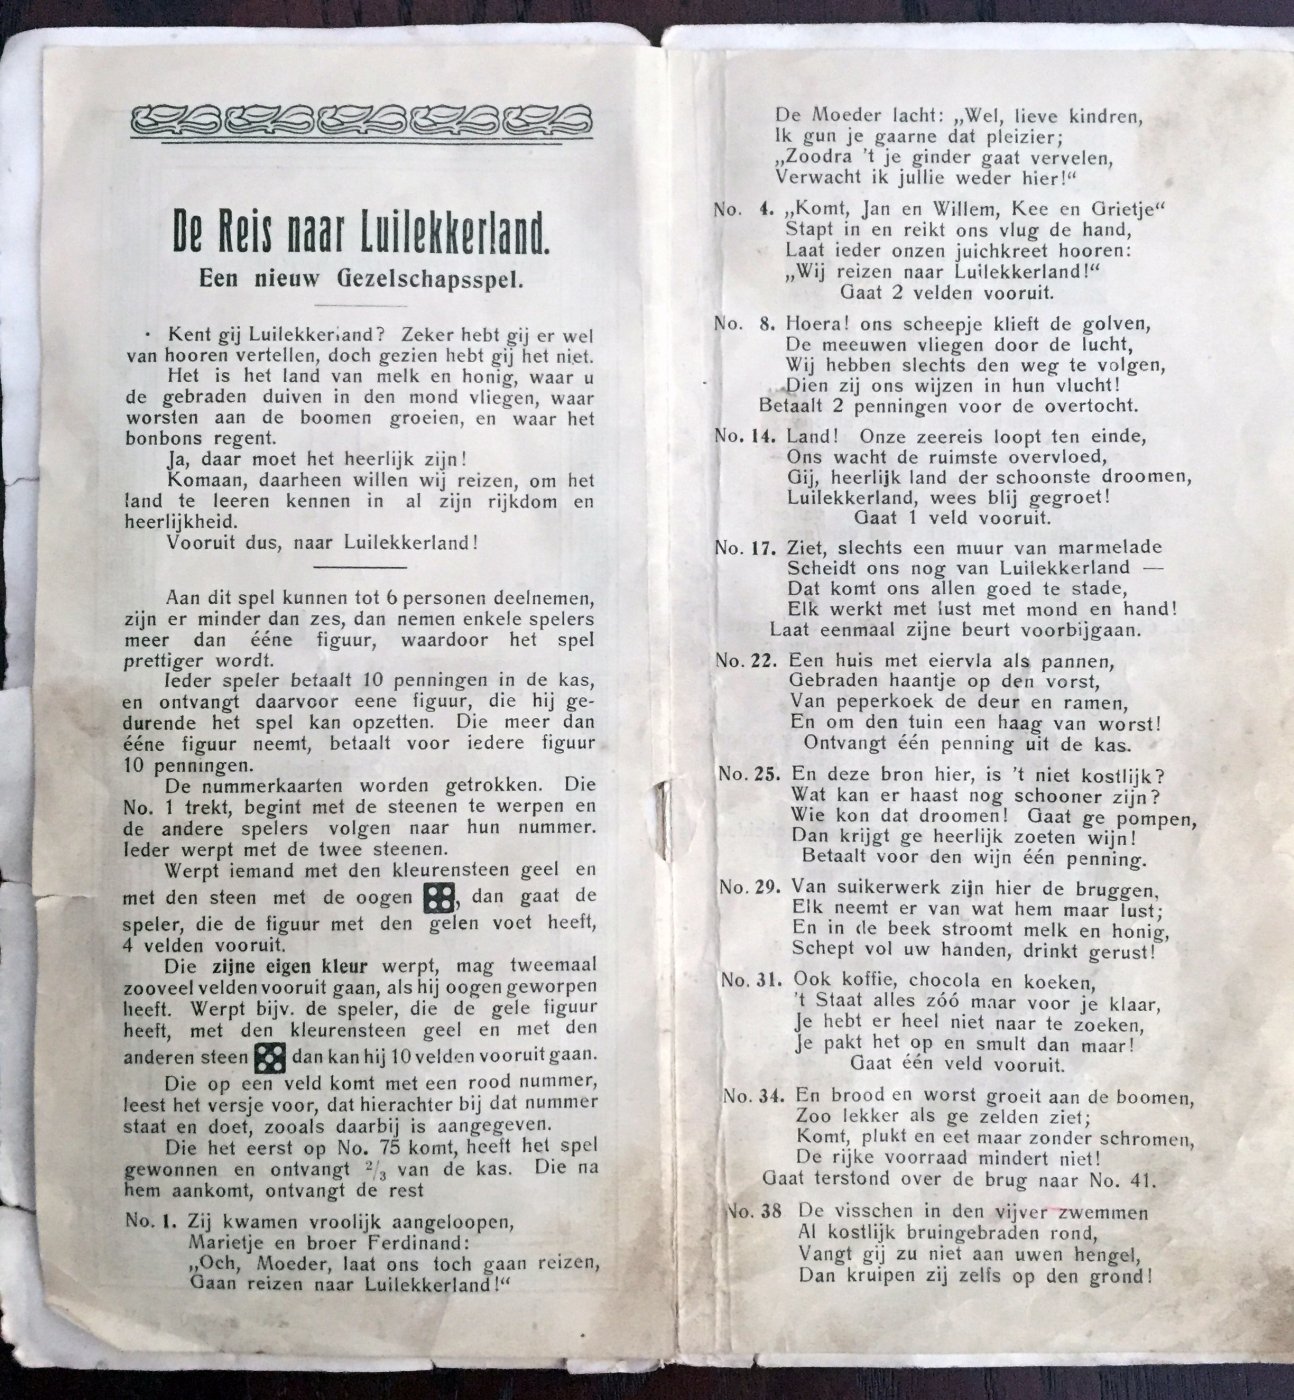 De Reis naar Luilekkerland.
Een nieuw Gezelschapsspel.
Kent gij Luilekkerland? Zeker hebt gij er wel
van hooren vertellen, doch gezien hebt gij het niet.
Het is het land van melk en honig, waar u
de gebraden duiven in den mond vliegen, waar
worsten aan de boomen groeien, en waar het
bonbons regent.
Ja, daar moet het heerlijk zijn!
Komaan, daarheen willen wij reizen, om het
land te leeren kennen in al zijn rijkdom en
heerlijkheid.
Vooruit dus, naar Luilekkerland!
Aan dit spel kunnen tot 6 personen deelnemen,
zijn er minder dan zes, dan nemen enkele spelers
meer dan ééne figuur, waardoor het spel
prettiger wordt.
Ieder speler betaalt 10 penningen in de kas,
en ontvangt daarvoor eene figuur, die hij ge-
durende het spel kan opzetten. Die meer dan
ééne figuur neemt, betaalt voor iedere figuur
10 penningen.
De nummerkaarten worden getrokken. Die
No. 1 trekt, begint met de steenen te werpen en
de andere spelers volgen naar hun nummer.
Ieder werpt met de twee steenen.
Werpt iemand met den kleurensteen geel en
met den steen met de oogen , dan gaat de
speler, die de figuur met den gelen voet heeft,
4 velden vooruit.
Die zijne eigen kleur werpt, mag tweemaal
zooveel velden vooruit gaan, als hij oogen geworpen
heeft. Werpt bijv. de speler, die de gele figuur
heeft, met den kleurensteen geel en met den
anderen steen dan kan hij 10 velden vooruit gaan.
Die op een veld komt met een rood nummer,
leest het versje voor, dat hierachter bij dat nummer
staat en doet, zooals daarbij is aangegeven.
Die het eerst op No. 75 komt, heeft het spel
gewonnen en ontvangt 2/3 van de kas. Die na
hem aankomt, ontvangt de rest
No. 1. Zij kwamen vroolijk aangeloopen,
Marietje en broer Ferdinand:
„Och, Moeder, laat ons toch gaan reizen,
Gaan reizen naar Luilekkerland!“
De Moeder lacht: „Wel, lieve kindren,
Ik gun je gaarne dat pleizier;
„Zoodra 't je ginder gaat vervelen,
Verwacht ik jullie weder hier!“
No. 4. „Komt, Jan en Willem, Kee en Grietje“
Stapt in en reikt ons vlug de hand,
Laat ieder onzen juichkreet hooren:
„Wij reizen naar Luilekkerland!“
Gaat 2 velden vooruit.
No. 8. Hoera! ons scheepje klieft de golven,
De meeuwen vliegen door de lucht,
Wij hebben slechts den weg te volgen,
Dien zij ons wijzen in hun vlucht!
Betaalt 2 penningen voor de overtocht.
No. 14. Land! Onze zeereis loopt ten einde,
Ons wacht de ruimste overvloed,
Gij, heerlijk land der schoonste droomen,
Luilekkerland, wees blij gegroet!
Gaat 1 veld vooruit.
No. 17. Ziet, slechts een muur van marmelade
Scheidt ons nog van Luilekkerland —
Dat komt ons allen goed te stade,
Elk werkt met lust met mond en hand!
Laat eenmaal zijne beurt voorbijgaan.
No. 22. Een huis met eiervla als pannen,
Gebraden haantje op den vorst,
Van peperkoek de deur en ramen,
En om den tuin een haag van worst!
Ontvangt één penning uit de kas.
No. 25. En deze bron hier, is 't niet kostlijk?
Wat kan er haast nog schooner zijn?
Wie kon dat droomen! Gaat ge pompen,
Dan krijgt ge heerlijk zoeten wijn!
Betaalt voor den wijn één penning.
No. 29. Van suikerwerk zijn hier de bruggen,
Elk neemt er van wat hem maar lust;
En in de beek stroomt melk en honig,
Schept vol uw handen, drinkt gerust!
No. 31. Ook koffie, chocola en koeken,
't Staat alles zóó maar voor je klaar,
Je hebt er heel niet naar te zoeken,
Je pakt het op en smult dan maar!
Gaat één veld vooruit.
No. 34. En brood en worst groeit aan de boomen,
Zoo lekker als ge zelden ziet;
Komt, plukt en eet maar zonder schromen,
De rijke voorraad mindert niet!
Gaat terstond over de brug naar No. 41.
No. 38 De visschen in den vijver zwemmen
Al kostlijk bruingebraden rond,
Vangt gij zu niet aan uwen hengel,
Dan kruipen zij zelfs op den grond!